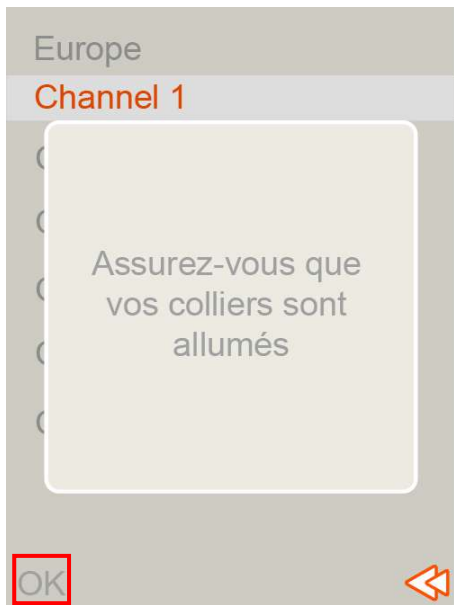 Europe
Channel 1
Assurez-vous que
vos colliers sont
allumés
OK